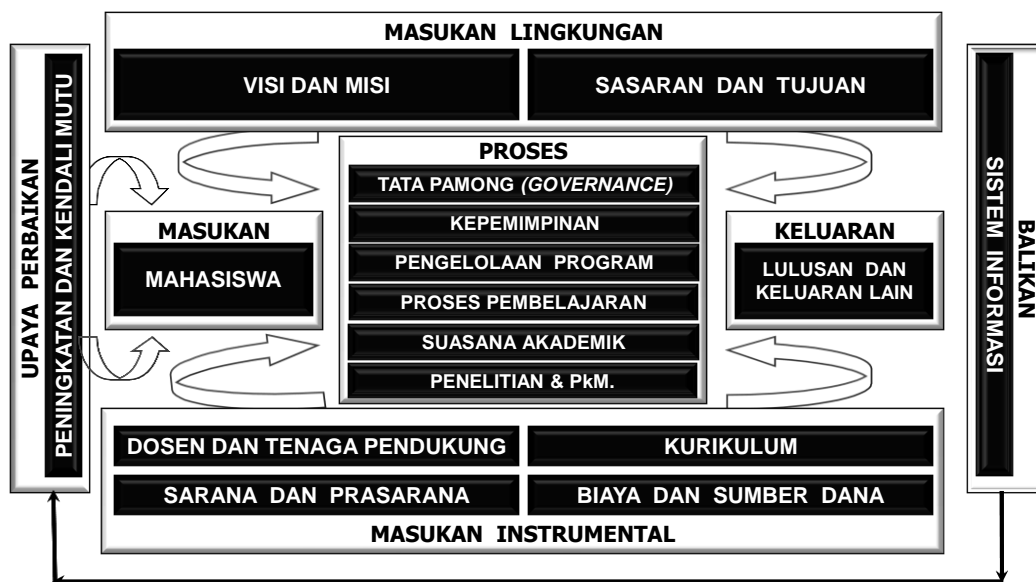 MASUKAN LINGKUNGAN
VISI DAN MISI
SASARAN DAN TUJUAN
UPAYA PERBAIKAN
PENINGKATAN DAN KENDALI MUTU
PROSES
TATA PAMONG (GOVERNANCE)
KEPEMIMPINAN
PENGELOLAAN PROGRAM
PROSES PEMBELAJARAN
SUASANA AKADEMIK
PENELITIAN & PkM.
MASUKAN
MAHASISWA
KELUARAN
LULUSAN DAN
KELUARAN LAIN
BALIKAN
SISTEM INFORMASI
DOSEN DAN TENAGA PENDUKUNG
KURIKULUM
SARANA DAN PRASARANA
BIAYA DAN SUMBER DANA
MASUKAN INSTRUMENTAL